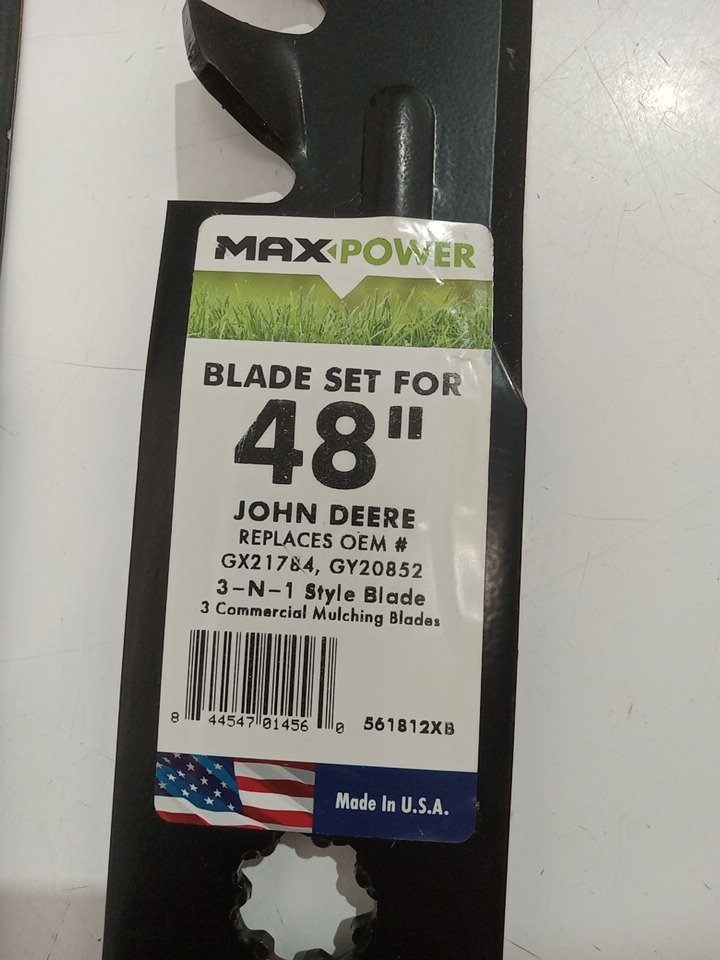 MAXPOWER
BLADE SET FOR
48"
JOHN DEERE
REPLACES OEM #
GX21784, GY20852
3-N-1 Style Blade
3 Commercial Mulching Blades
8 44547 01456 0
561812XB
Made In U.S.A.